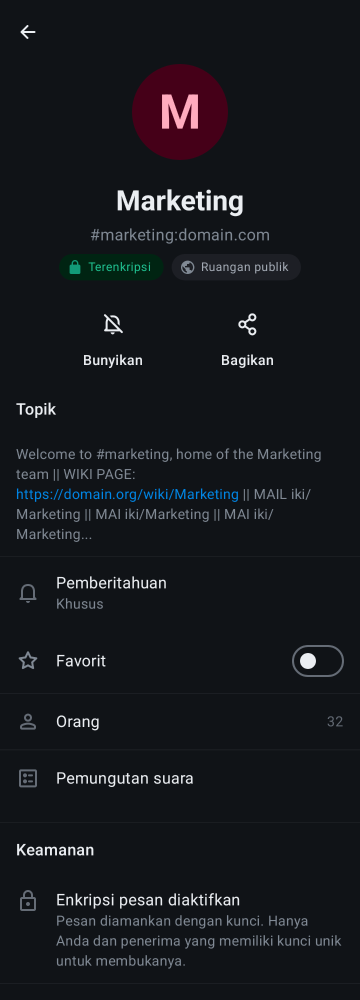 M
Marketing
#marketing:domain.com
Terenkripsi
Ruangan publik
Bunyikan
Bagikan
Topik
Welcome to #marketing, home of the Marketing
team || WIKI PAGE:
https://domain.org/wiki/Marketing || MAIL iki/
Marketing || MAI iki/Marketing || MAI iki/
Marketing...
Pemberitahuan
Khusus
Favorit
Orang
32
Pemungutan suara
Keamanan
Enkripsi pesan diaktifkan
Pesan diamankan dengan kunci. Hanya
Anda dan penerima yang memiliki kunci unik
untuk membukanya.